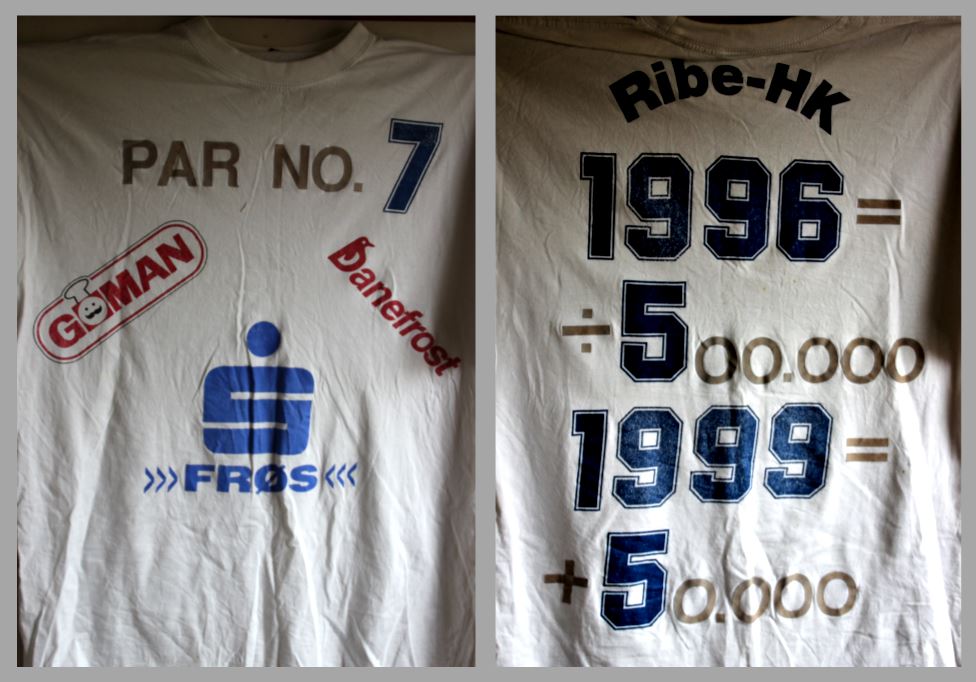 PAR NO. 7
GOMAN
Danefrost
>>> FRØS <<<
Ribe-HK
1996 =
÷ 500.000
1999 =
+ 50.000